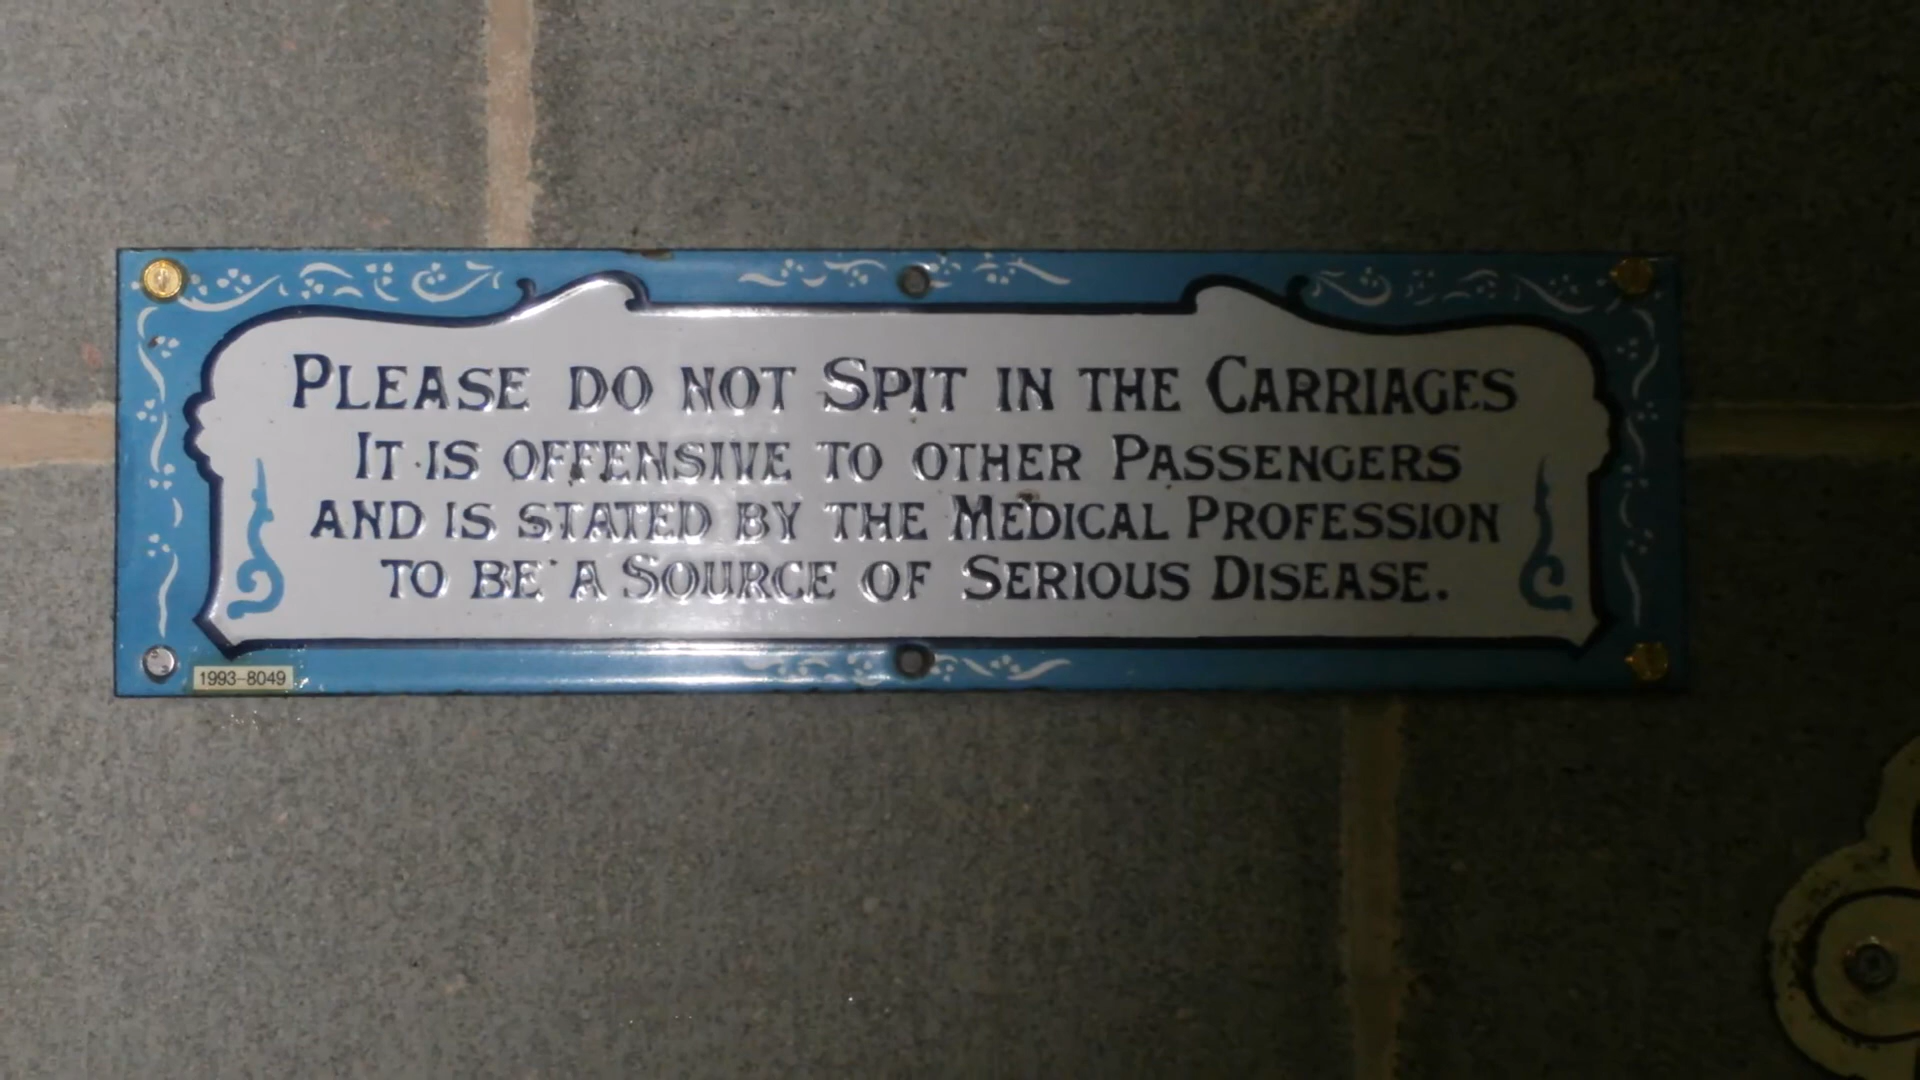 PLEASE DO NOT SPIT IN THE CARRIAGES
IT IS OFFENSIVE TO OTHER PASSENGERS
AND IS STATED BY THE MEDICAL PROFESSION
TO BE A SOURCE OF SERIOUS DISEASE.
1993-8049